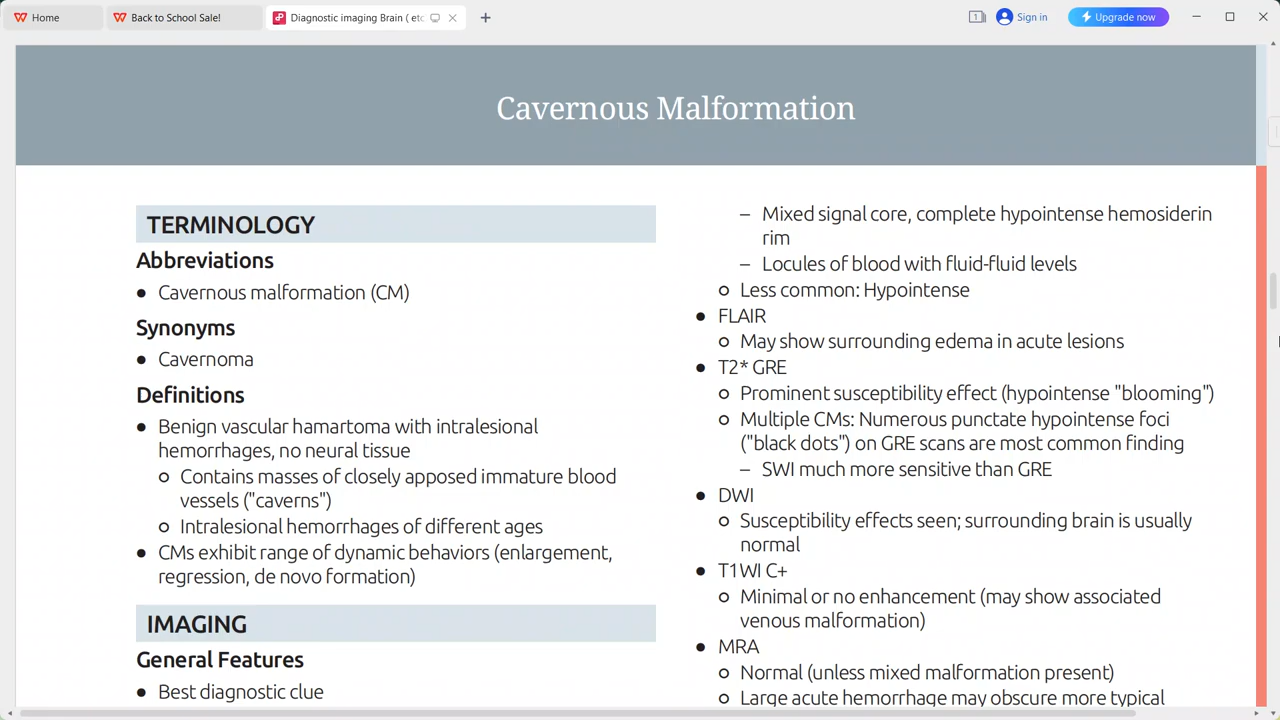 Home
Back to School Sale!
Diagnostic imaging Brain ( etc
1
Sign in
Upgrade now
Cavernous Malformation
TERMINOLOGY
Abbreviations
• Cavernous malformation (CM)
Synonyms
• Cavernoma
Definitions
• Benign vascular hamartoma with intralesional
hemorrhages, no neural tissue
○ Contains masses of closely apposed immature blood
vessels ("caverns")
○ Intralesional hemorrhages of different ages
• CMs exhibit range of dynamic behaviors (enlargement,
regression, de novo formation)
IMAGING
General Features
• Best diagnostic clue
– Mixed signal core, complete hypointense hemosiderin
rim
– Locules of blood with fluid-fluid levels
○ Less common: Hypointense
• FLAIR
○ May show surrounding edema in acute lesions
• T2* GRE
○ Prominent susceptibility effect (hypointense "blooming")
○ Multiple CMs: Numerous punctate hypointense foci
("black dots") on GRE scans are most common finding
– SWI much more sensitive than GRE
• DWI
○ Susceptibility effects seen; surrounding brain is usually
normal
• T1WI C+
○ Minimal or no enhancement (may show associated
venous malformation)
• MRA
○ Normal (unless mixed malformation present)
○ Large acute hemorrhage may obscure more typical